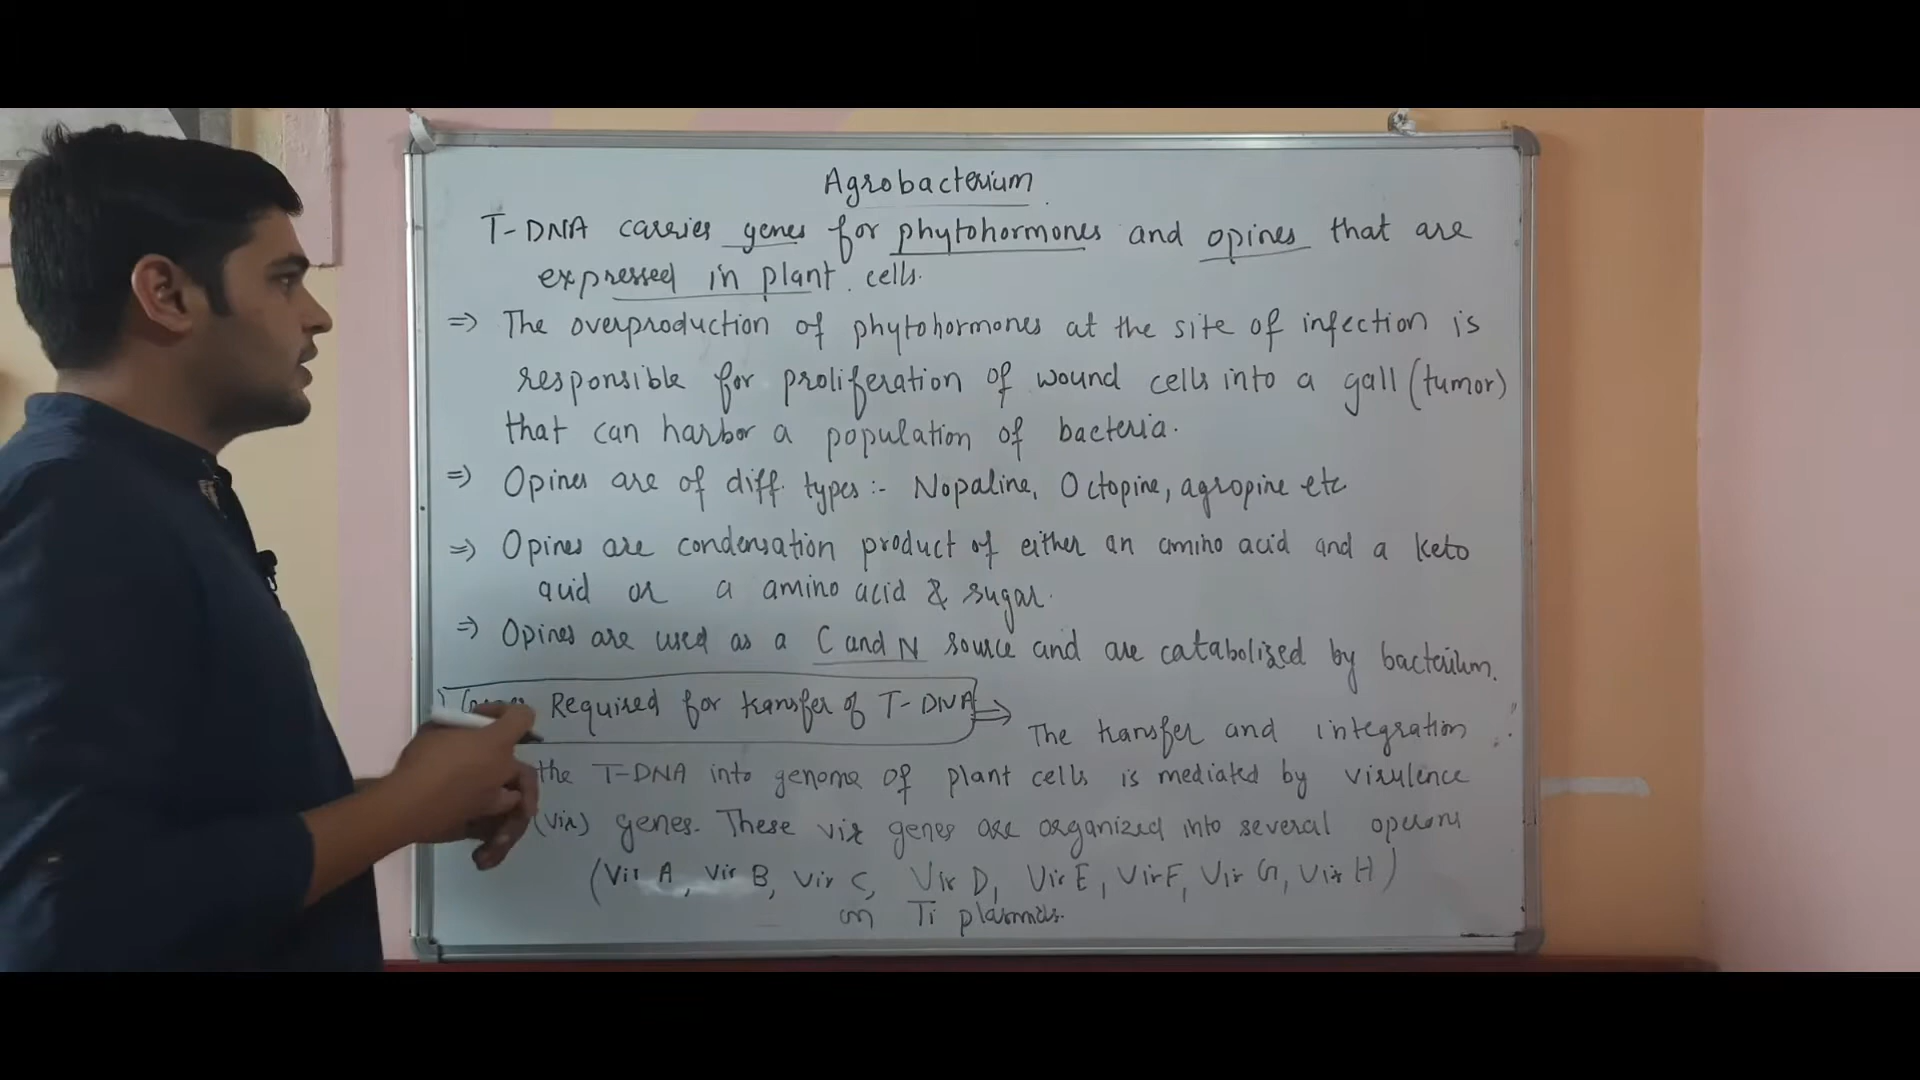 Agrobacterium
T-DNA carries genes for phytohormones and opines that are
expressed in plant cells.
=> The overproduction of phytohormones at the site of infection is
responsible for proliferation of wound cells into a gall (tumor)
that can harbor a population of bacteria.
=> Opines are of diff. types :- Nopaline, Octopine, agropine etc
=> Opines are condensation product of either an amino acid and a keto
acid or a amino acid & sugar.
=> Opines are used as a C and N source and are catabolized by bacterium.
Required for transfer of T-DNA => The transfer and integration
the T-DNA into genome of plant cells is mediated by virulence
(vir) genes. These vir genes are organized into several operons
(Vir A, Vir B, Vir C, Vir D, Vir E, Vir F, Vir G, Vir H)
on Ti plasmids.